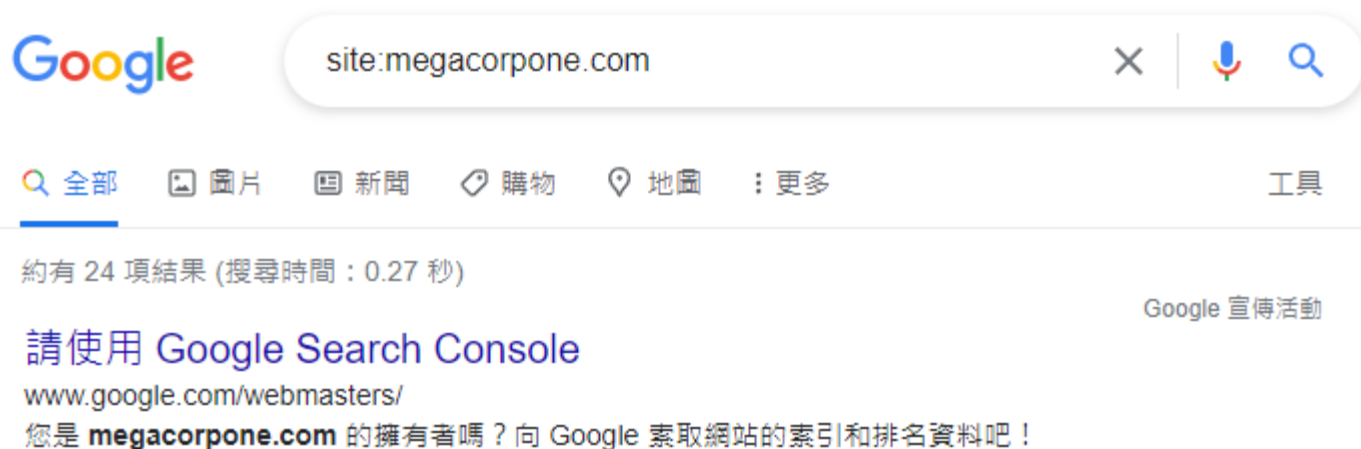 Google site:megacorpone.com
全部 圖片 新聞 購物 地圖 更多 工具
約有 24 項結果 (搜尋時間：0.27 秒)
Google 宣傳活動
請使用 Google Search Console
www.google.com/webmasters/
您是 megacorpone.com 的擁有者嗎？向 Google 索取網站的索引和排名資料吧！